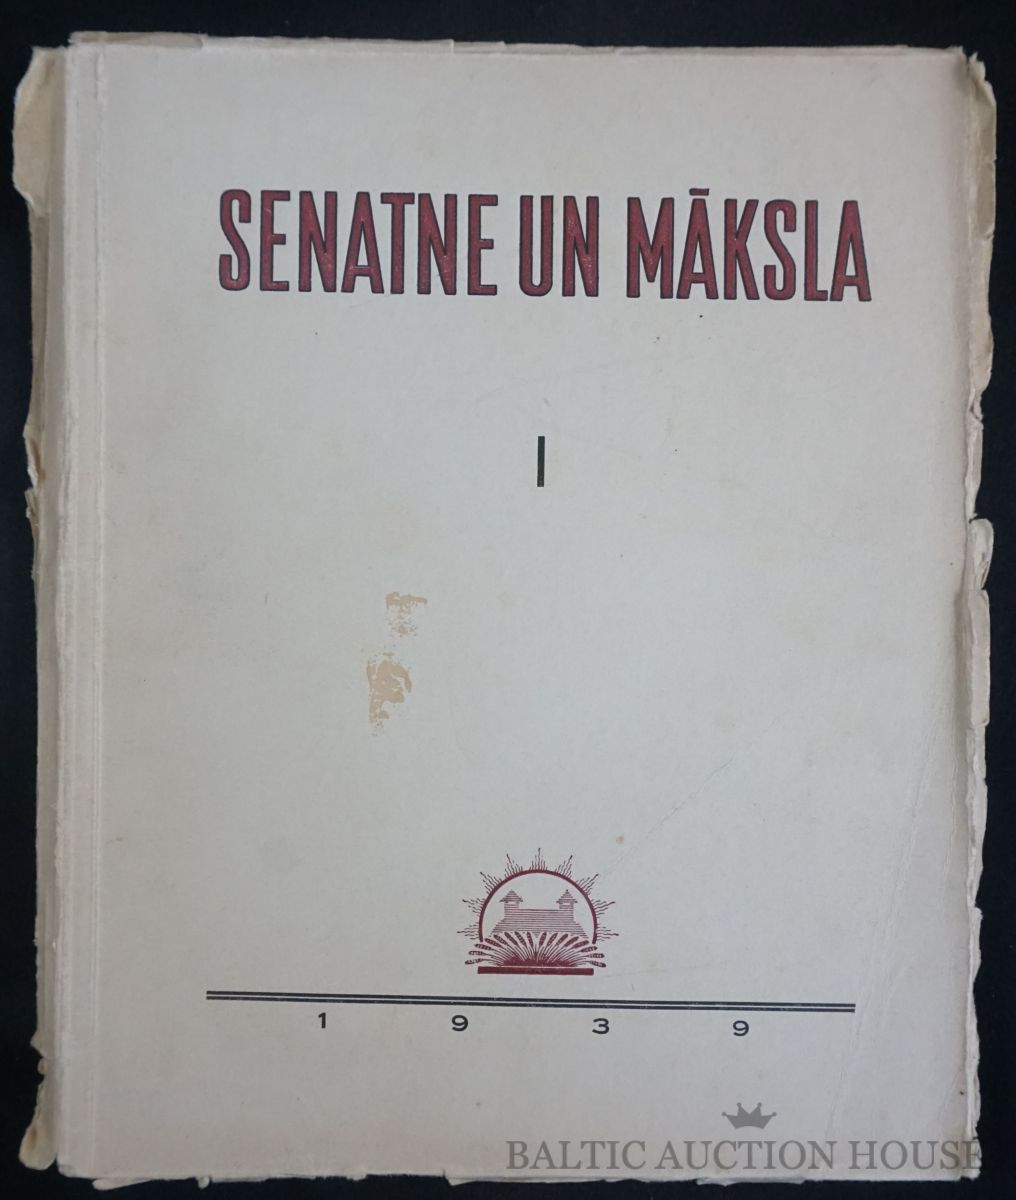 SENATNE UN MĀKSLA
I
1 9 3 9
BALTIC AUCTION HOUSE